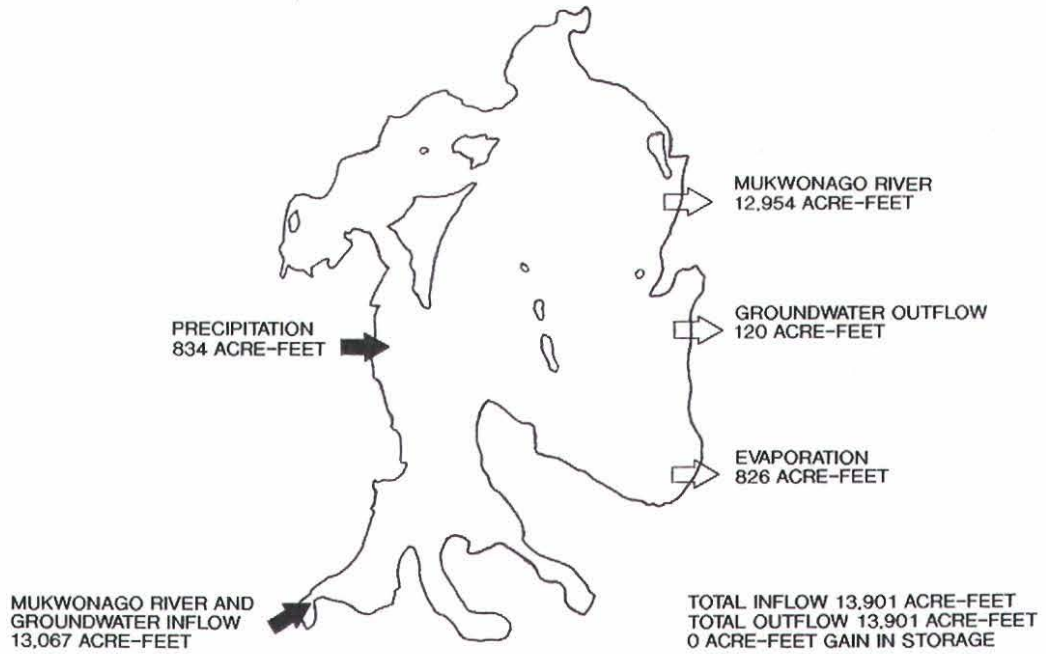 MUKWONAGO RIVER
12,954 ACRE-FEET
GROUNDWATER OUTFLOW
120 ACRE-FEET
PRECIPITATION
834 ACRE-FEET
EVAPORATION
826 ACRE-FEET
MUKWONAGO RIVER AND
GROUNDWATER INFLOW
13,067 ACRE-FEET
TOTAL INFLOW 13,901 ACRE-FEET
TOTAL OUTFLOW 13,901 ACRE-FEET
0 ACRE-FEET GAIN IN STORAGE